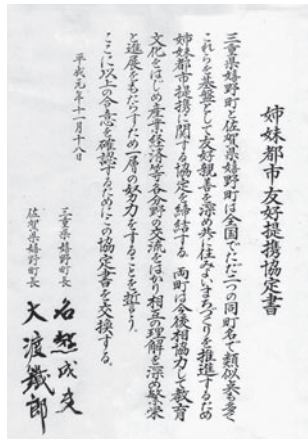 姉妹都市友好提携協定書
三重県嬉野町と佐賀県嬉野町は全国でただ二つの同町名で類似点も多く
これらを基盤として友好親善を深め共に住みよいまちづくりを推進するため
姉妹都市提携に関する協定を締結する 両町は今後相協力して教育
文化をはじめ産業経済等各分野の交流をはかり相互の理解を深め繁栄
と進展をもたらすため一層の努力をすることを誓う。
ここに以上の合意を確認するためにこの協定書を交換する。
平成元年十一月十八日
三重県嬉野町長 名熊成夫
佐賀県嬉野町長 大渡鐵郎